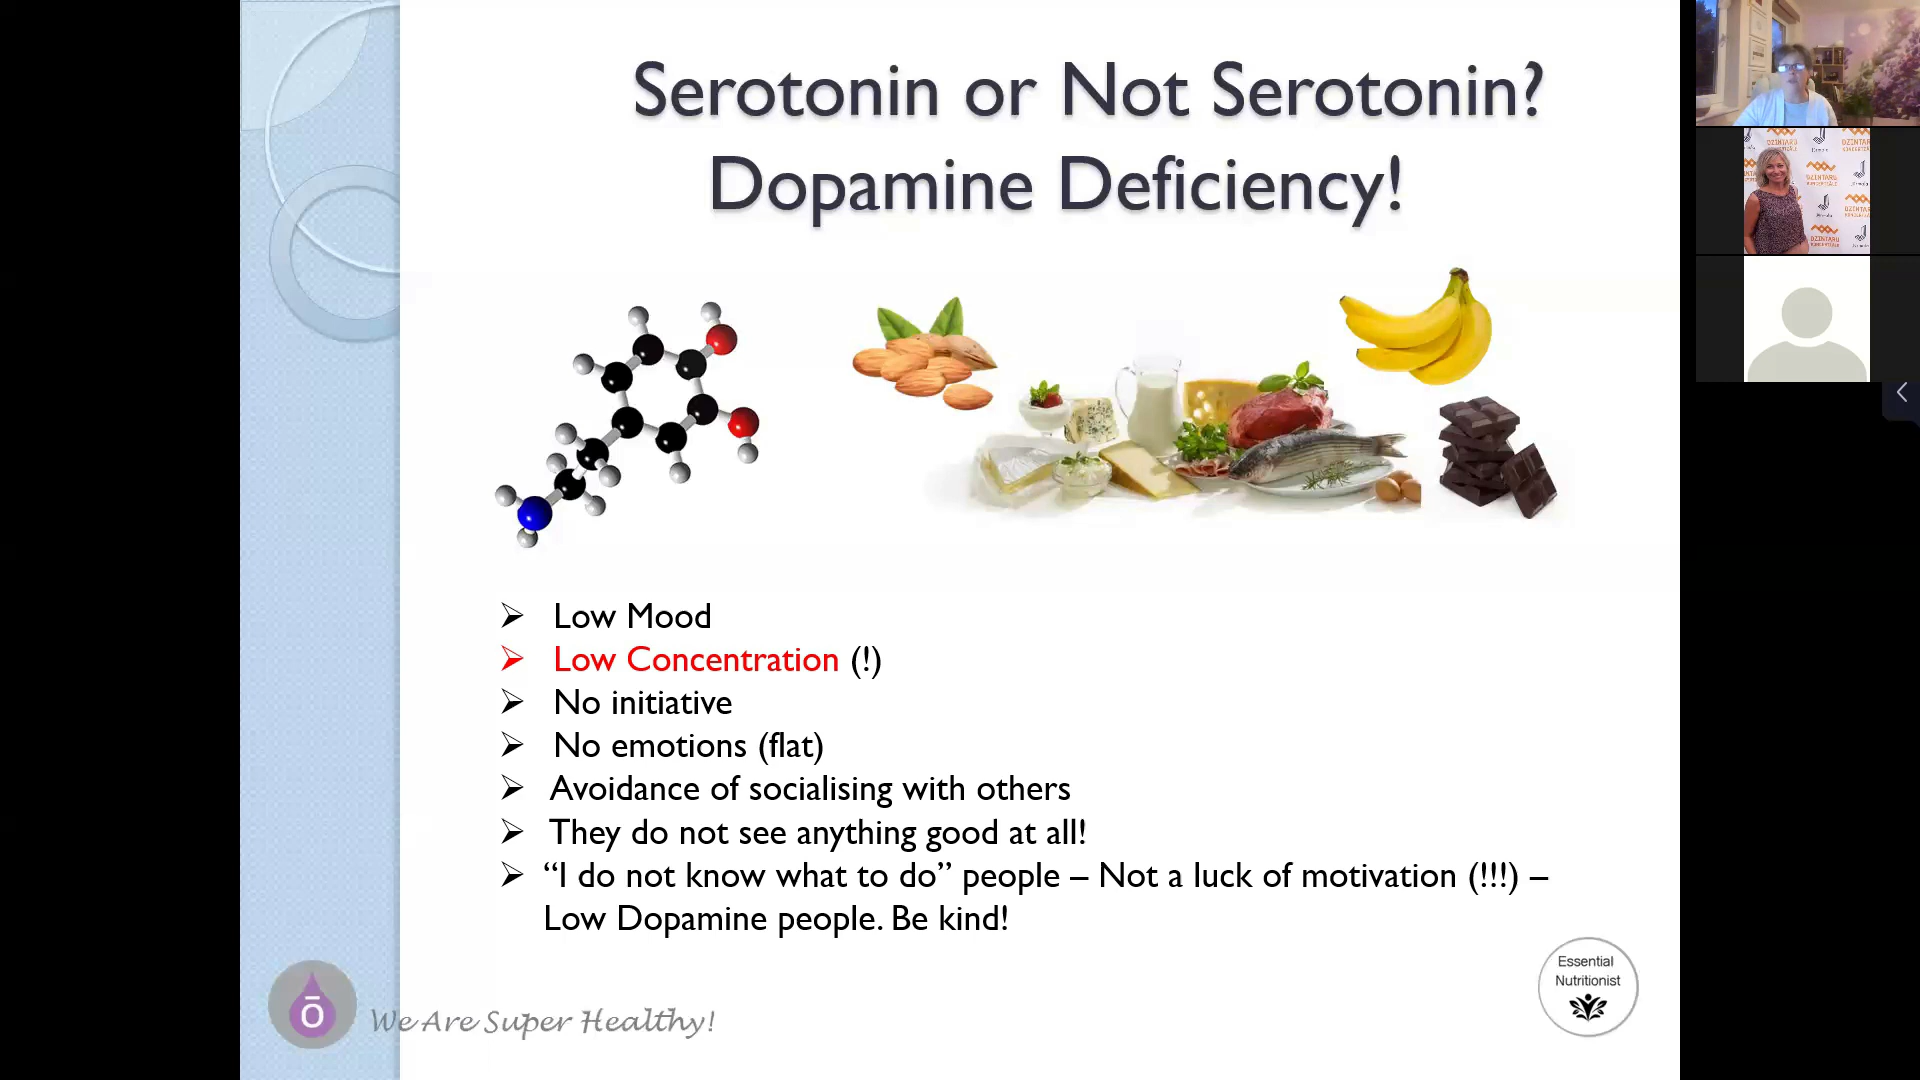 Serotonin or Not Serotonin?
Dopamine Deficiency!
➢ Low Mood
➢ Low Concentration (!)
➢ No initiative
➢ No emotions (flat)
➢ Avoidance of socialising with others
➢ They do not see anything good at all!
➢ “I do not know what to do” people – Not a luck of motivation (!!!) –
Low Dopamine people. Be kind!
ō
We Are Super Healthy!
Essential
Nutritionist
DZINTARU